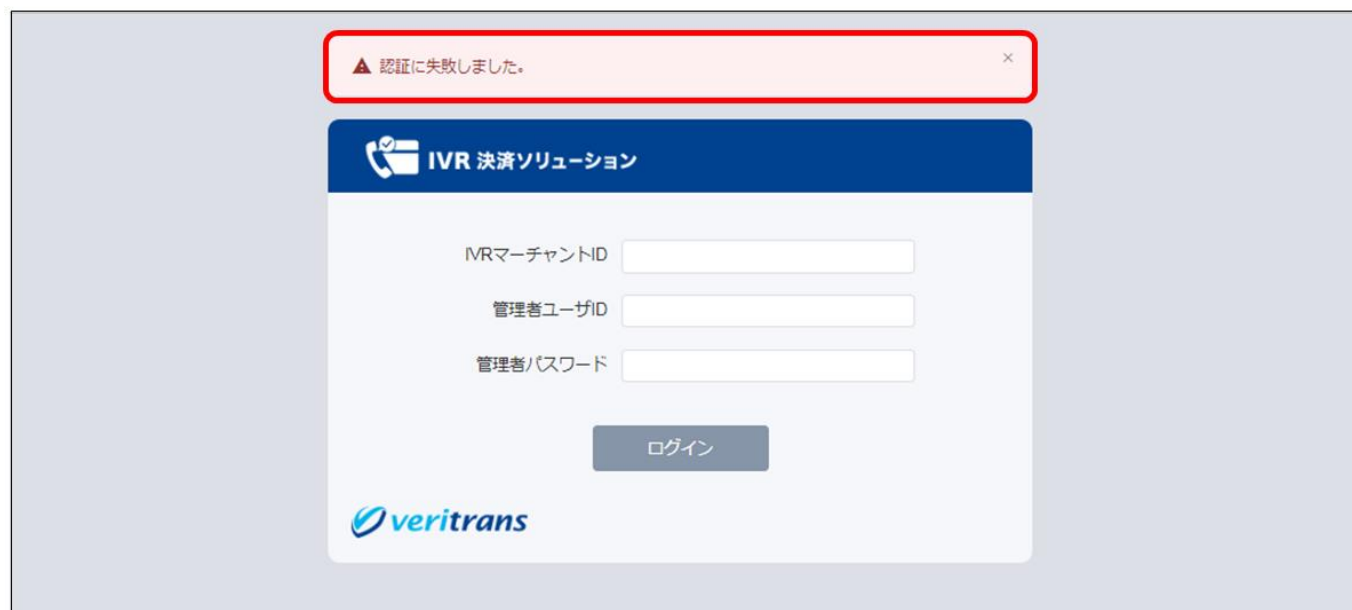 認証に失敗しました。
×
IVR 決済ソリューション
IVRマーチャントID
管理者ユーザID
管理者パスワード
ログイン
veritrans